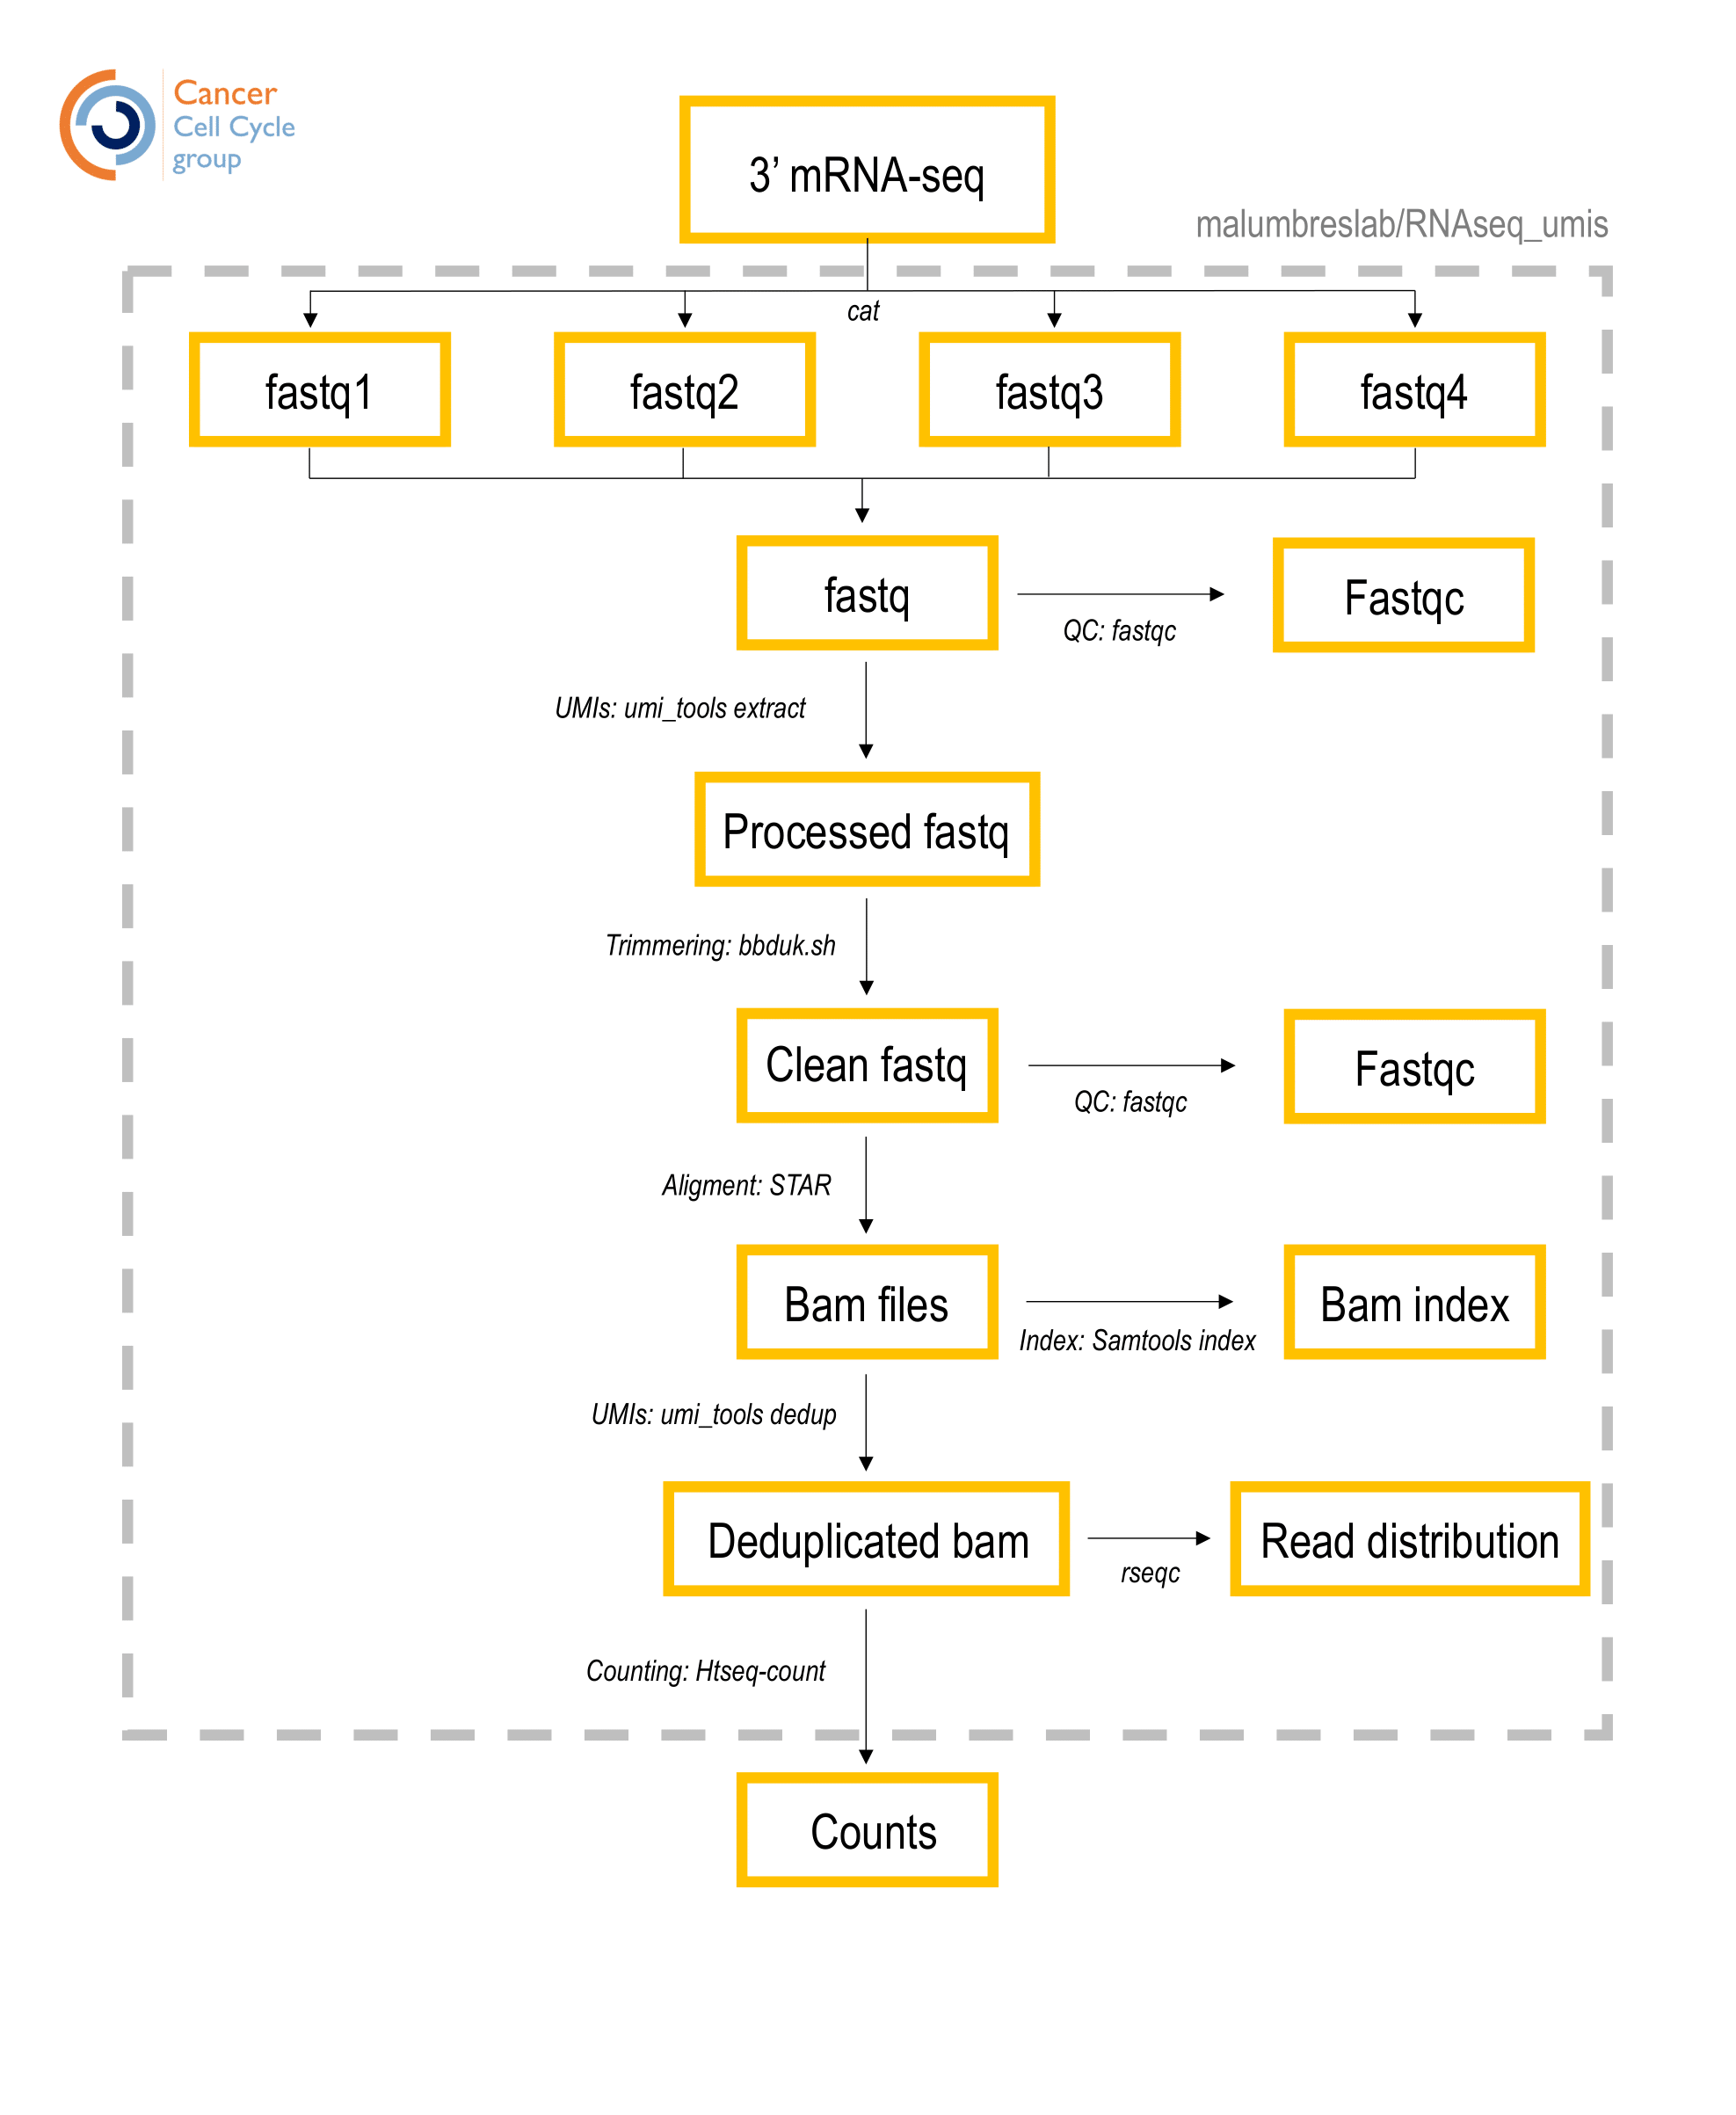 Cancer
Cell Cycle
group
3’ mRNA-seq
malumbreslab/RNAseq_umis
cat
fastq1
fastq2
fastq3
fastq4
fastq
QC: fastqc
Fastqc
UMIs: umi_tools extract
Processed fastq
Trimmering: bbduk.sh
Clean fastq
QC: fastqc
Fastqc
Aligment: STAR
Bam files
Index: Samtools index
Bam index
UMIs: umi_tools dedup
Deduplicated bam
rseqc
Read distribution
Counting: Htseq-count
Counts